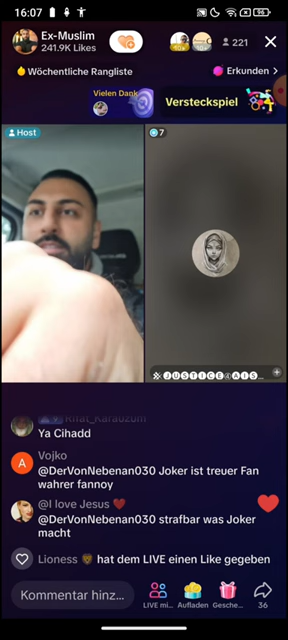 16:07
96
Ex-Muslim
241.9K Likes
221
Wöchentliche Rangliste
Erkunden >
Vielen Dank
Versteckspiel
Host
7
JUSTICE④AIS...
Ya Cihadd
Vojko
@DerVonNebenan030 Joker ist treuer Fan
wahrer fannoy
@I love Jesus ❤️
@DerVonNebenan030 strafbar was Joker
macht
Lioness 🦁 hat dem LIVE einen Like gegeben
Kommentar hinz...
LIVE mi...
Aufladen
Gesche...
36